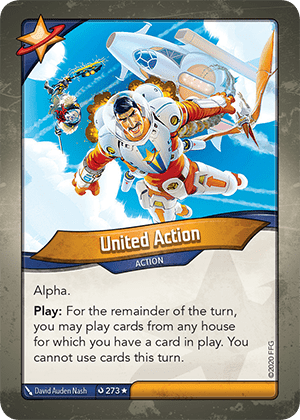 United Action
ACTION
Alpha.
Play: For the remainder of the turn,
you may play cards from any house
for which you have a card in play. You
cannot use cards this turn.
©2020 FFG
David Auden Nash
273